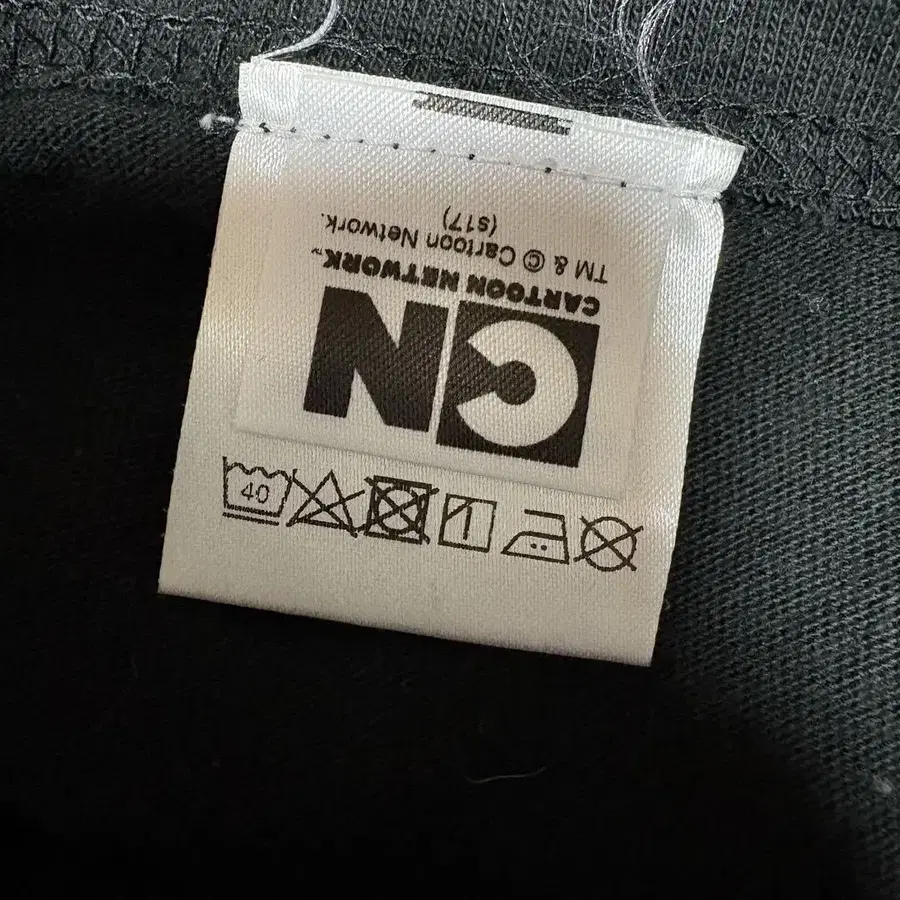 CN
CARTOON NETWORK™
TM & © Cartoon Network.
(s17)
40